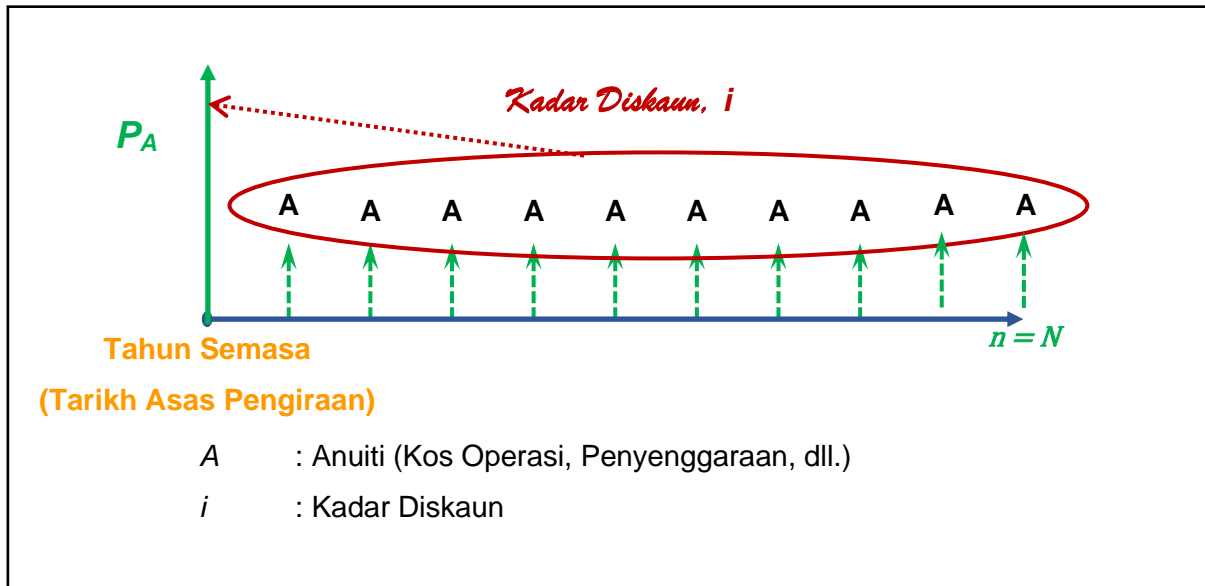 Kadar Diskaun, i
P_A
A A A A A A A A A A
n = N
Tahun Semasa
(Tarikh Asas Pengiraan)
A : Anuiti (Kos Operasi, Penyenggaraan, dll.)
i : Kadar Diskaun